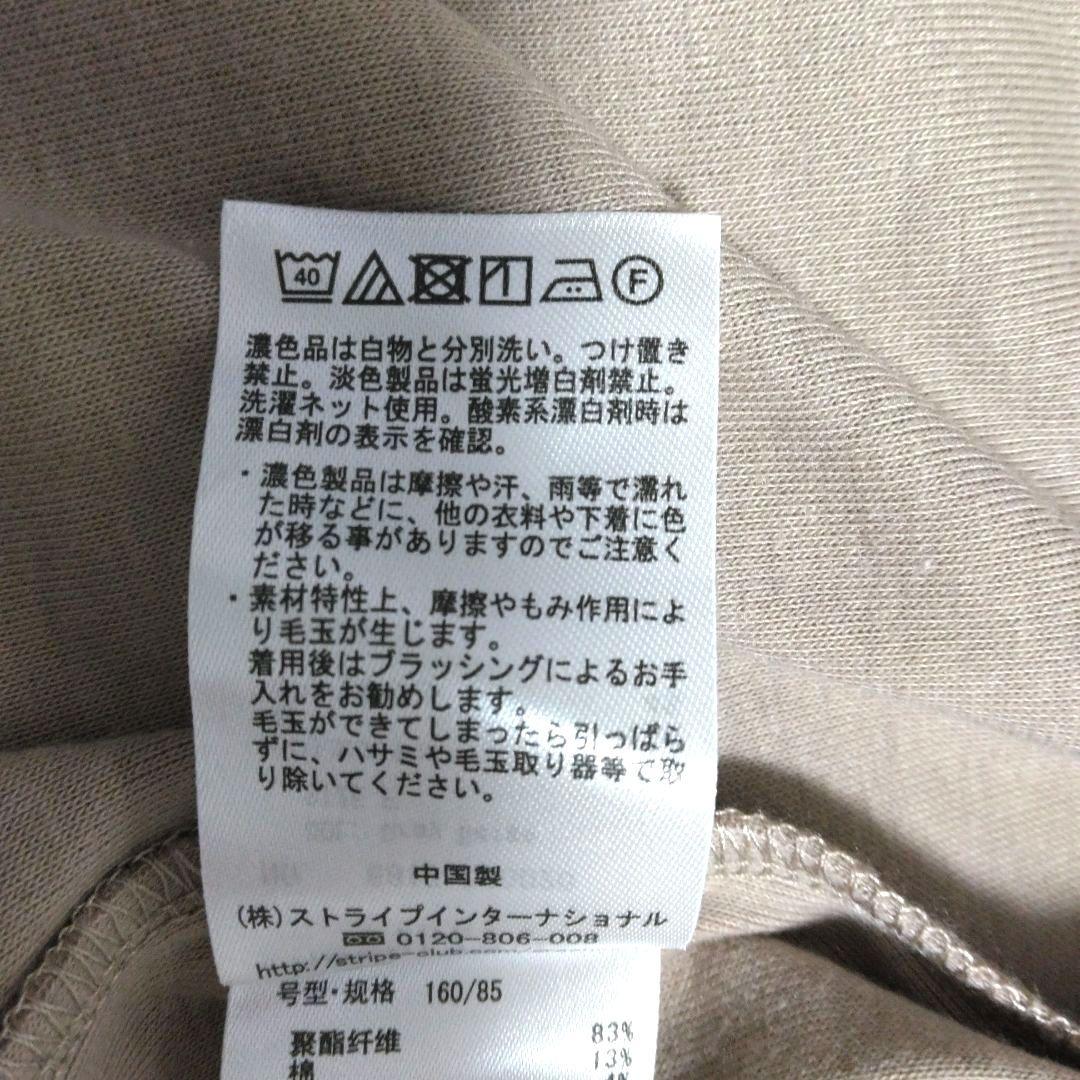 40 F
濃色品は白物と分別洗い。つけ置き
禁止。淡色製品は蛍光増白剤禁止。
洗濯ネット使用。酸素系漂白剤時は
漂白剤の表示を確認。
・濃色製品は摩擦や汗、雨等で濡れ
た時などに、他の衣料や下着に色
が移る事がありますのでご注意く
ださい。
・素材特性上、摩擦やもみ作用によ
り毛玉が生じます。
着用後はブラッシングによるお手
入れをお勧めします。
毛玉ができてしまったら引っぱら
ずに、ハサミや毛玉取り器等で取
り除いてください。
中国製
(株)ストライプインターナショナル
0120-806-008
http://stripe-club.com
号型・规格 160/85
聚酯纤维 83%
棉 13%
4%